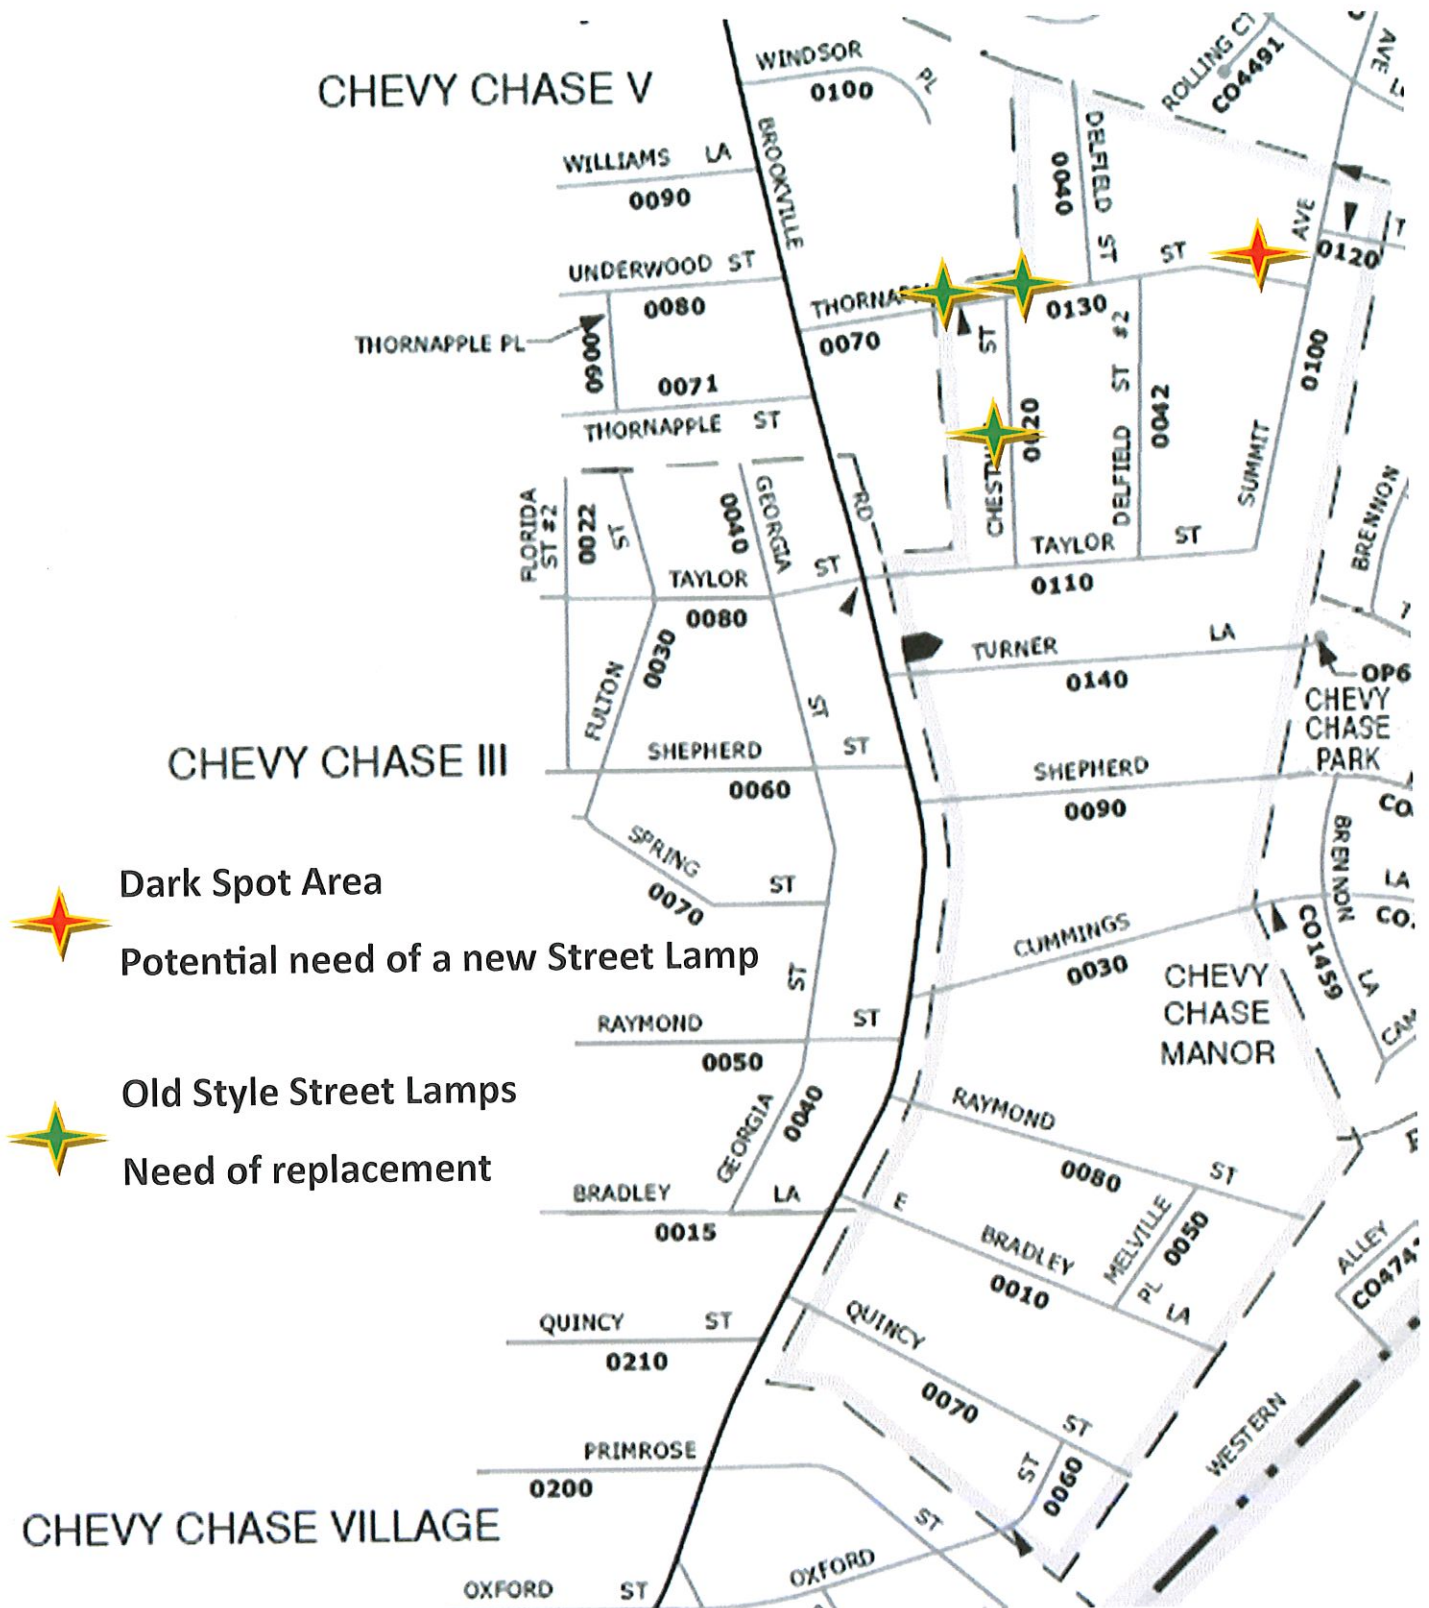 CHEVY CHASE V
WINDSOR
PL
0100
BROOKVILLE
WILLIAMS LA
0090
UNDERWOOD ST
0080
THORNAPPLE PL
0060
0071
THORNAPPLE ST
ROLLING CT
CO4491
AVE
DELFIELD ST
0040
ST
AVE
0120
0130
0070
ST
DELFIELD ST #2
0042
0100
SUMMIT
BRENNON
RD
TAYLOR ST
0110
FLORIDA
ST #2
0022
ST
0040
GEORGIA
TAYLOR ST
0080
FULTON
0030
ST
TURNER LA
0140
OP6
CHEVY
CHASE
PARK
CHEVY CHASE III
SHEPHERD ST
0060
SHEPHERD
0090
CO
BRENNON
LA
CO.
LA
CO1459
SPRING ST
0070
ST
CUMMINGS
0030
CHEVY
CHASE
MANOR
Dark Spot Area
Potential need of a new Street Lamp
RAYMOND ST
0050
GEORGIA
0040
Old Style Street Lamps
Need of replacement
RAYMOND ST
0080
MELVILLE
PL
0050
BRADLEY LA
0015
E BRADLEY LA
0010
ALLEY
CO474
QUINCY ST
0210
QUINCY ST
0070
ST
0060
WESTERN
PRIMROSE
0200
ST
CHEVY CHASE VILLAGE
OXFORD
OXFORD ST